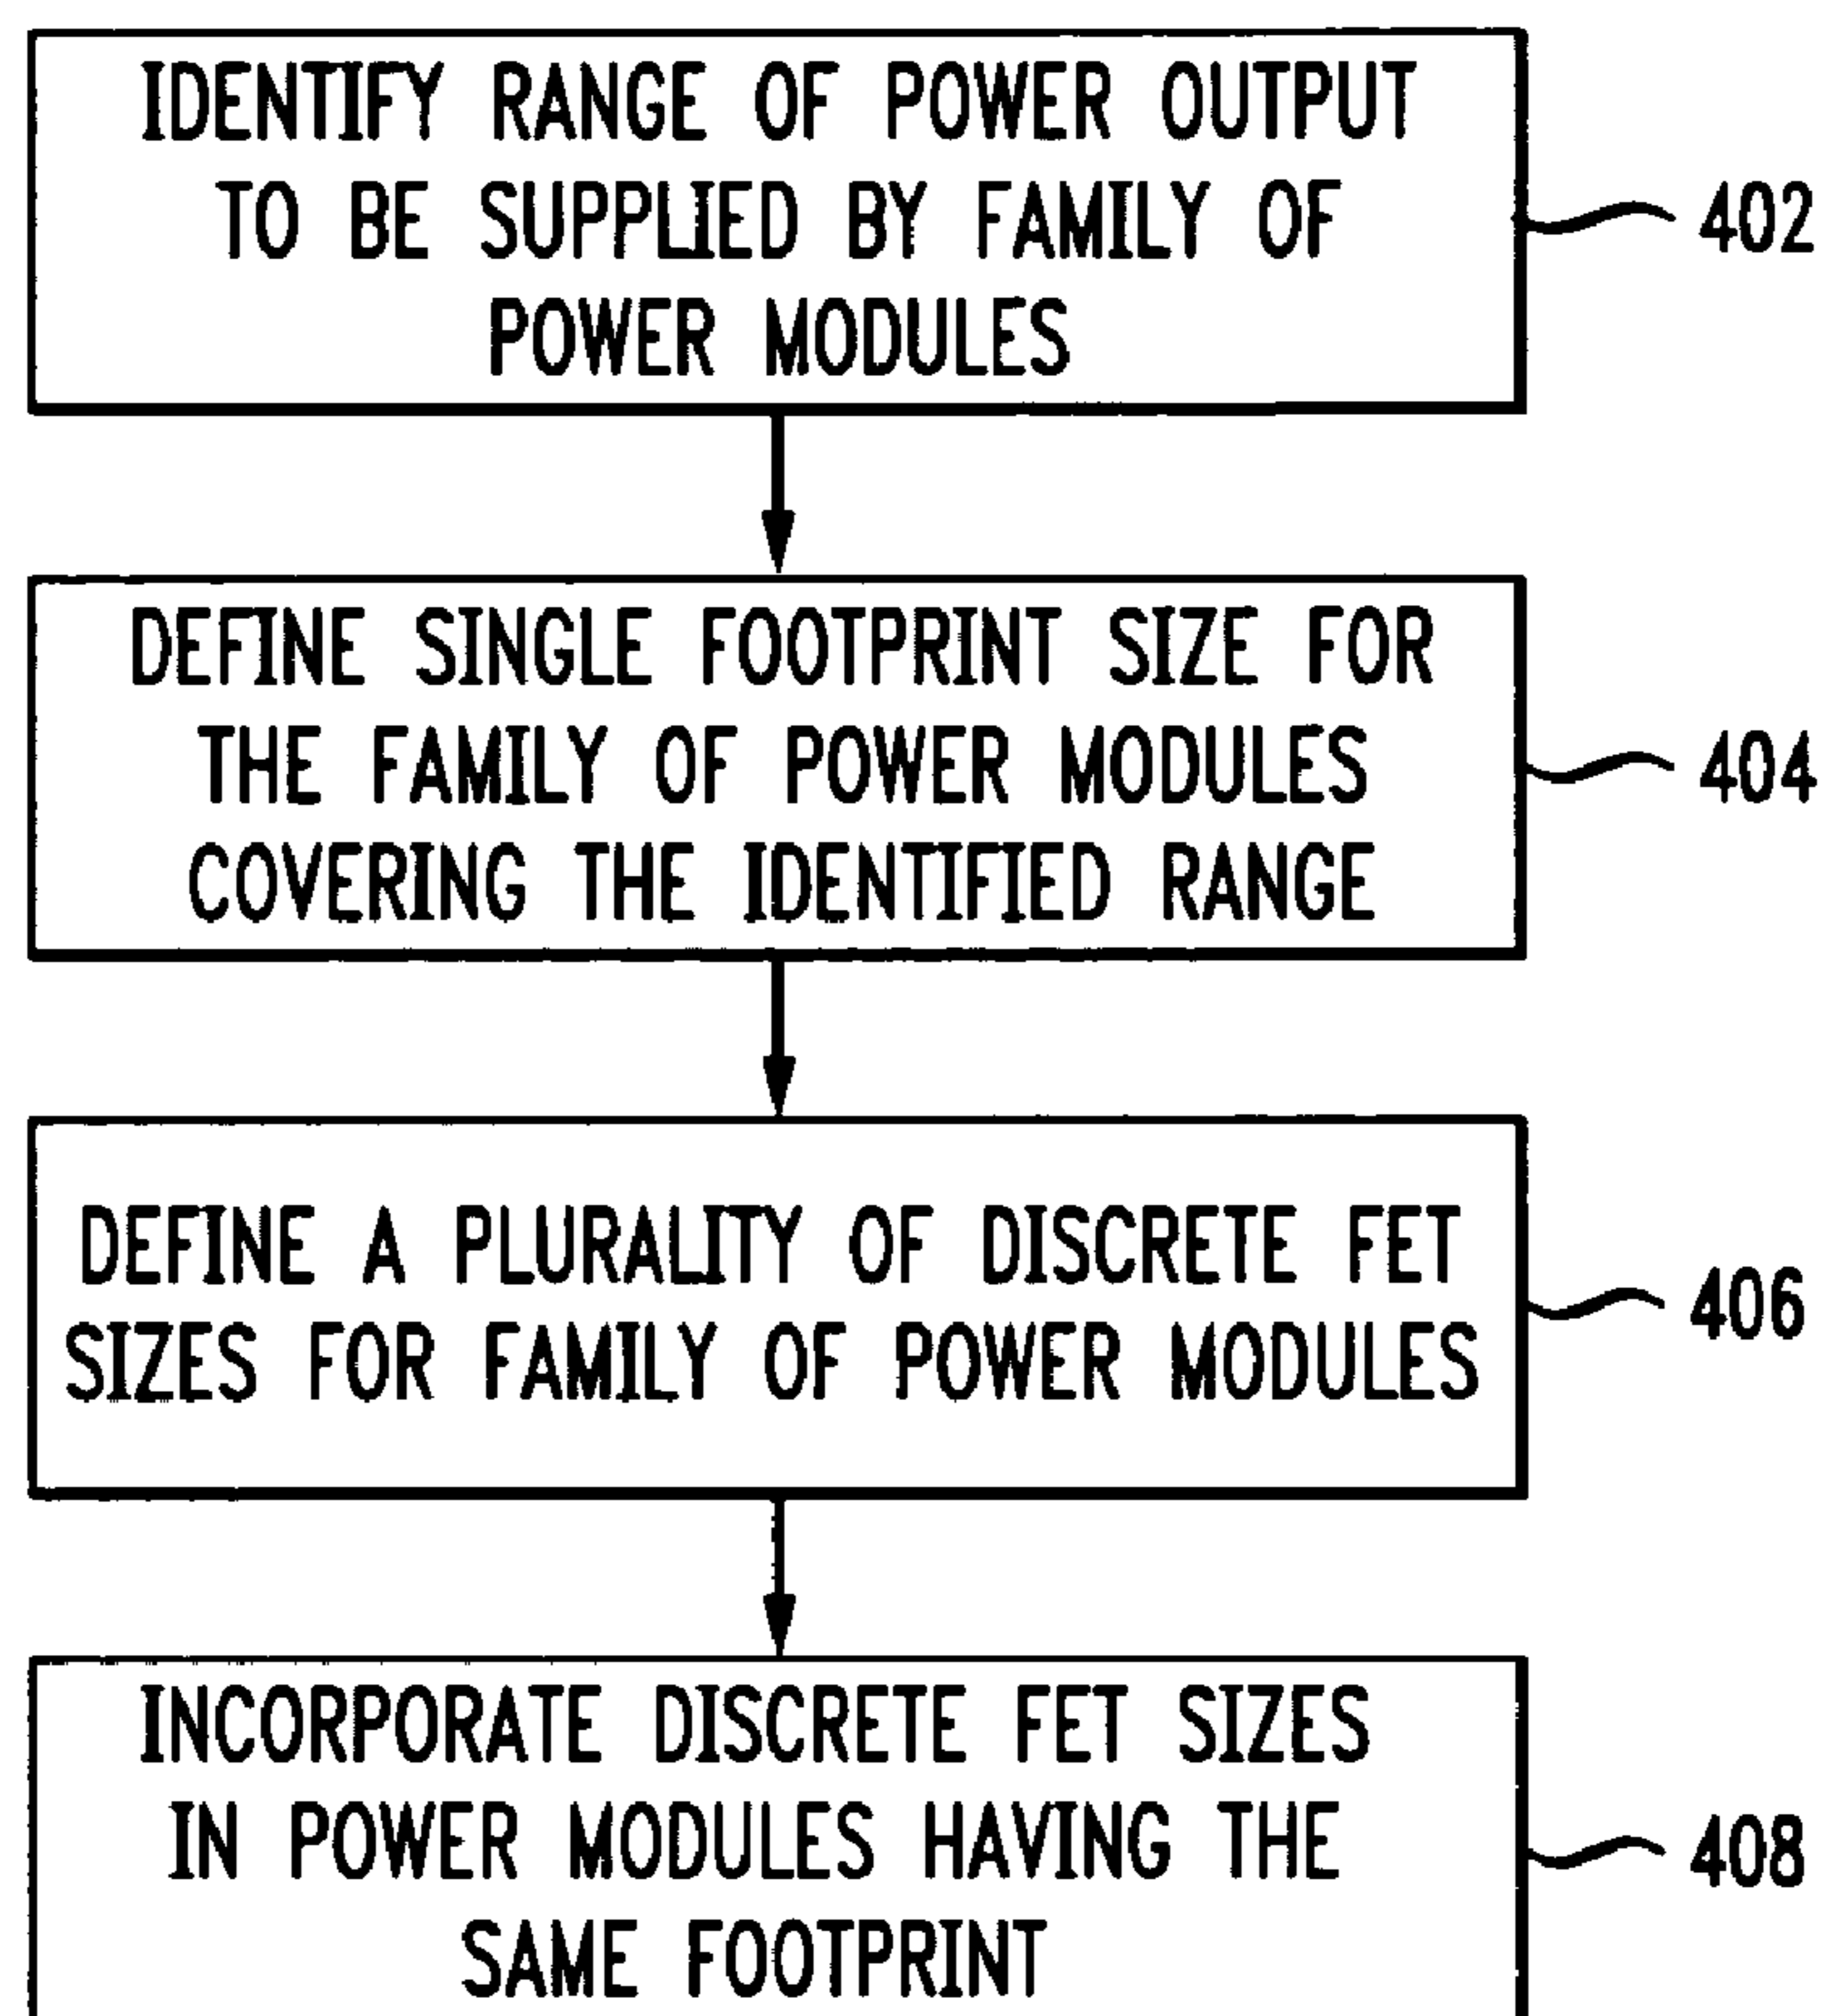 IDENTIFY RANGE OF POWER OUTPUT
TO BE SUPPLIED BY FAMILY OF
POWER MODULES
402
DEFINE SINGLE FOOTPRINT SIZE FOR
THE FAMILY OF POWER MODULES
COVERING THE IDENTIFIED RANGE
404
DEFINE A PLURALITY OF DISCRETE FET
SIZES FOR FAMILY OF POWER MODULES
406
INCORPORATE DISCRETE FET SIZES
IN POWER MODULES HAVING THE
SAME FOOTPRINT
408